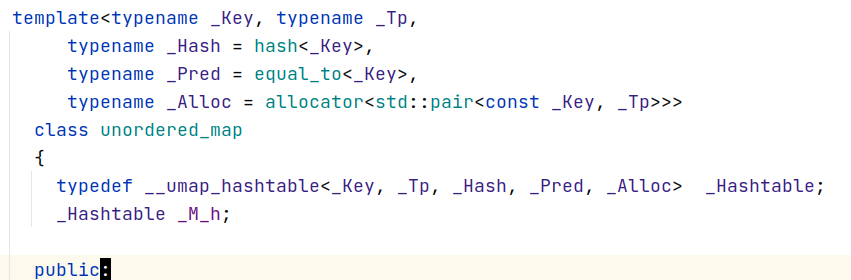 template<typename _Key, typename _Tp,
typename _Hash = hash<_Key>,
typename _Pred = equal_to<_Key>,
typename _Alloc = allocator<std::pair<const _Key, _Tp>>>
class unordered_map
{
typedef __umap_hashtable<_Key, _Tp, _Hash, _Pred, _Alloc>  _Hashtable;
_Hashtable _M_h;
public: